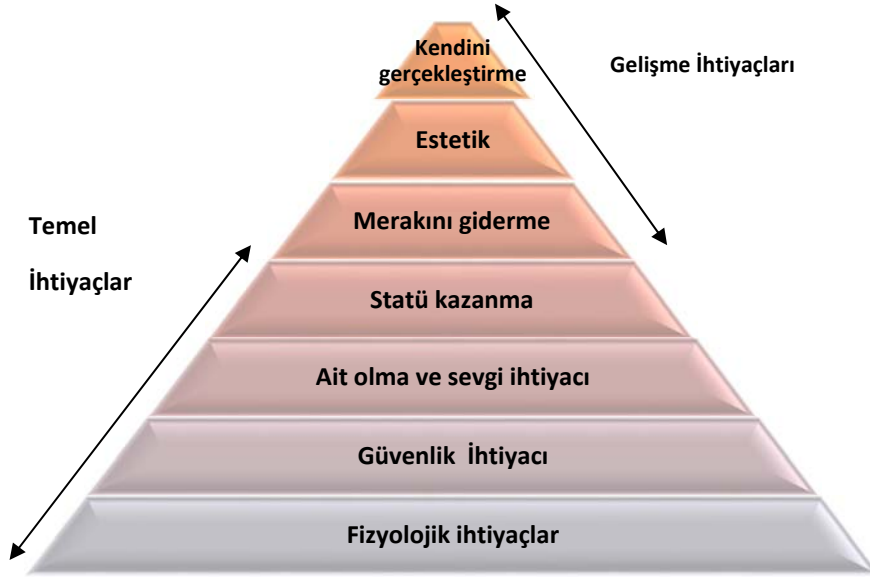 Kendini
gerçekleştirme
Gelişme İhtiyaçları
Estetik
Merakını giderme
Temel
İhtiyaçlar
Statü kazanma
Ait olma ve sevgi ihtiyacı
Güvenlik İhtiyacı
Fizyolojik ihtiyaçlar